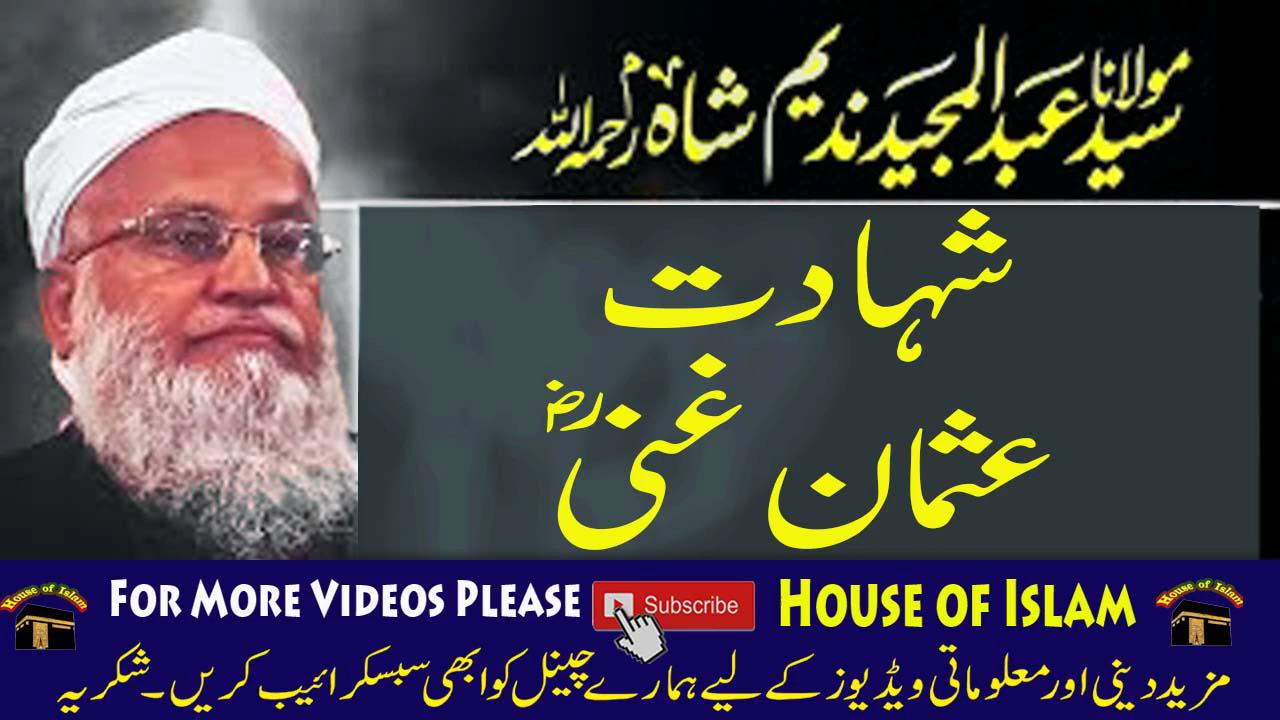 مولانا سید عبدالمجید ندیم شاہ رحمہ اللہ
شہادت
عثمان غنی رضؓ
House of Islam
FOR MORE VIDEOS PLEASE
Subscribe
HOUSE OF ISLAM
House of Islam
مزید دینی اور معلوماتی ویڈیوز کے لیے ہمارے چینل کو ابھی سبسکرائیب کریں۔ شکریہ